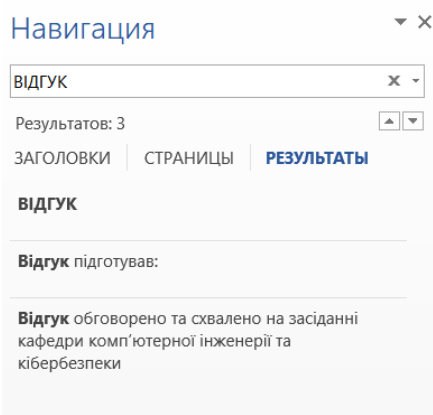 Навигация
ВІДГУК
Результатов: 3
ЗАГОЛОВКИ СТРАНИЦЫ РЕЗУЛЬТАТЫ
ВІДГУК
Відгук підготував:
Відгук обговорено та схвалено на засіданні
кафедри комп’ютерної інженерії та
кібербезпеки